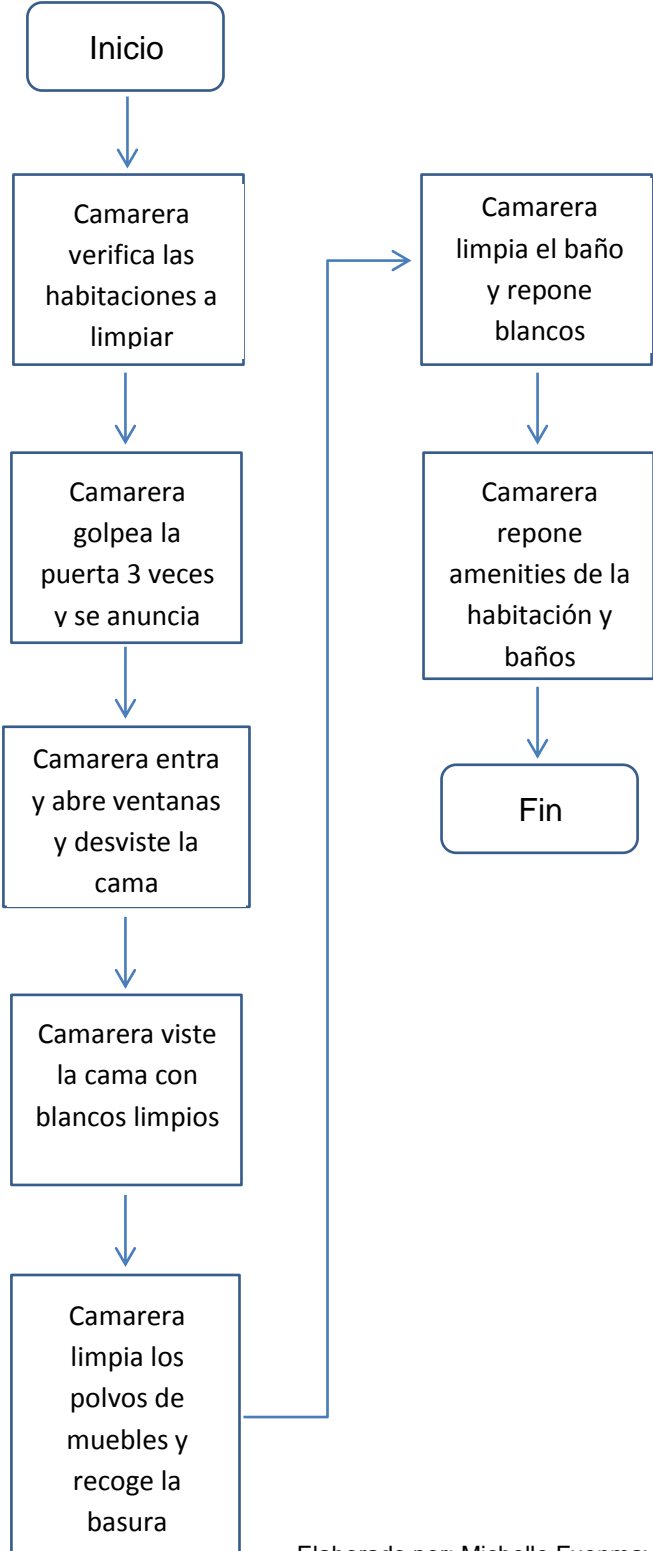 Inicio
Camarera
verifica las
habitaciones a
limpiar
Camarera
golpea la
puerta 3 veces
y se anuncia
Camarera entra
y abre ventanas
y desviste la
cama
Camarera viste
la cama con
blancos limpios
Camarera
limpia los
polvos de
muebles y
recoge la
basura
Camarera
limpia el baño
y repone
blancos
Camarera
repone
amenities de la
habitación y
baños
Fin
Elaborado por: Michelle